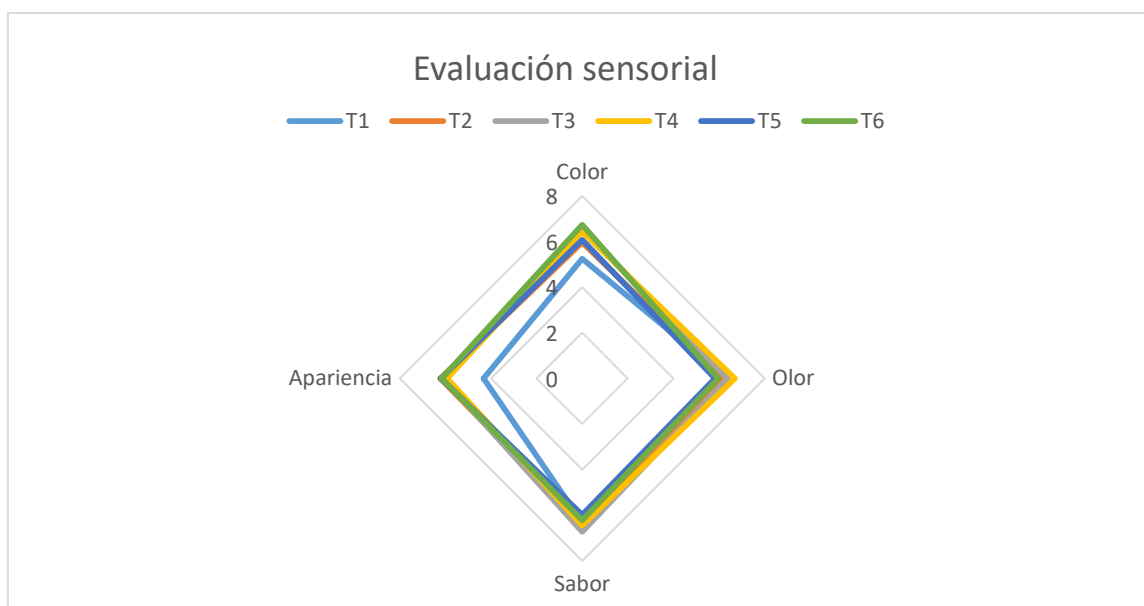 Evaluación sensorial
T1 T2 T3 T4 T5 T6
Color
8
6
4
2
0
Apariencia
Olor
Sabor